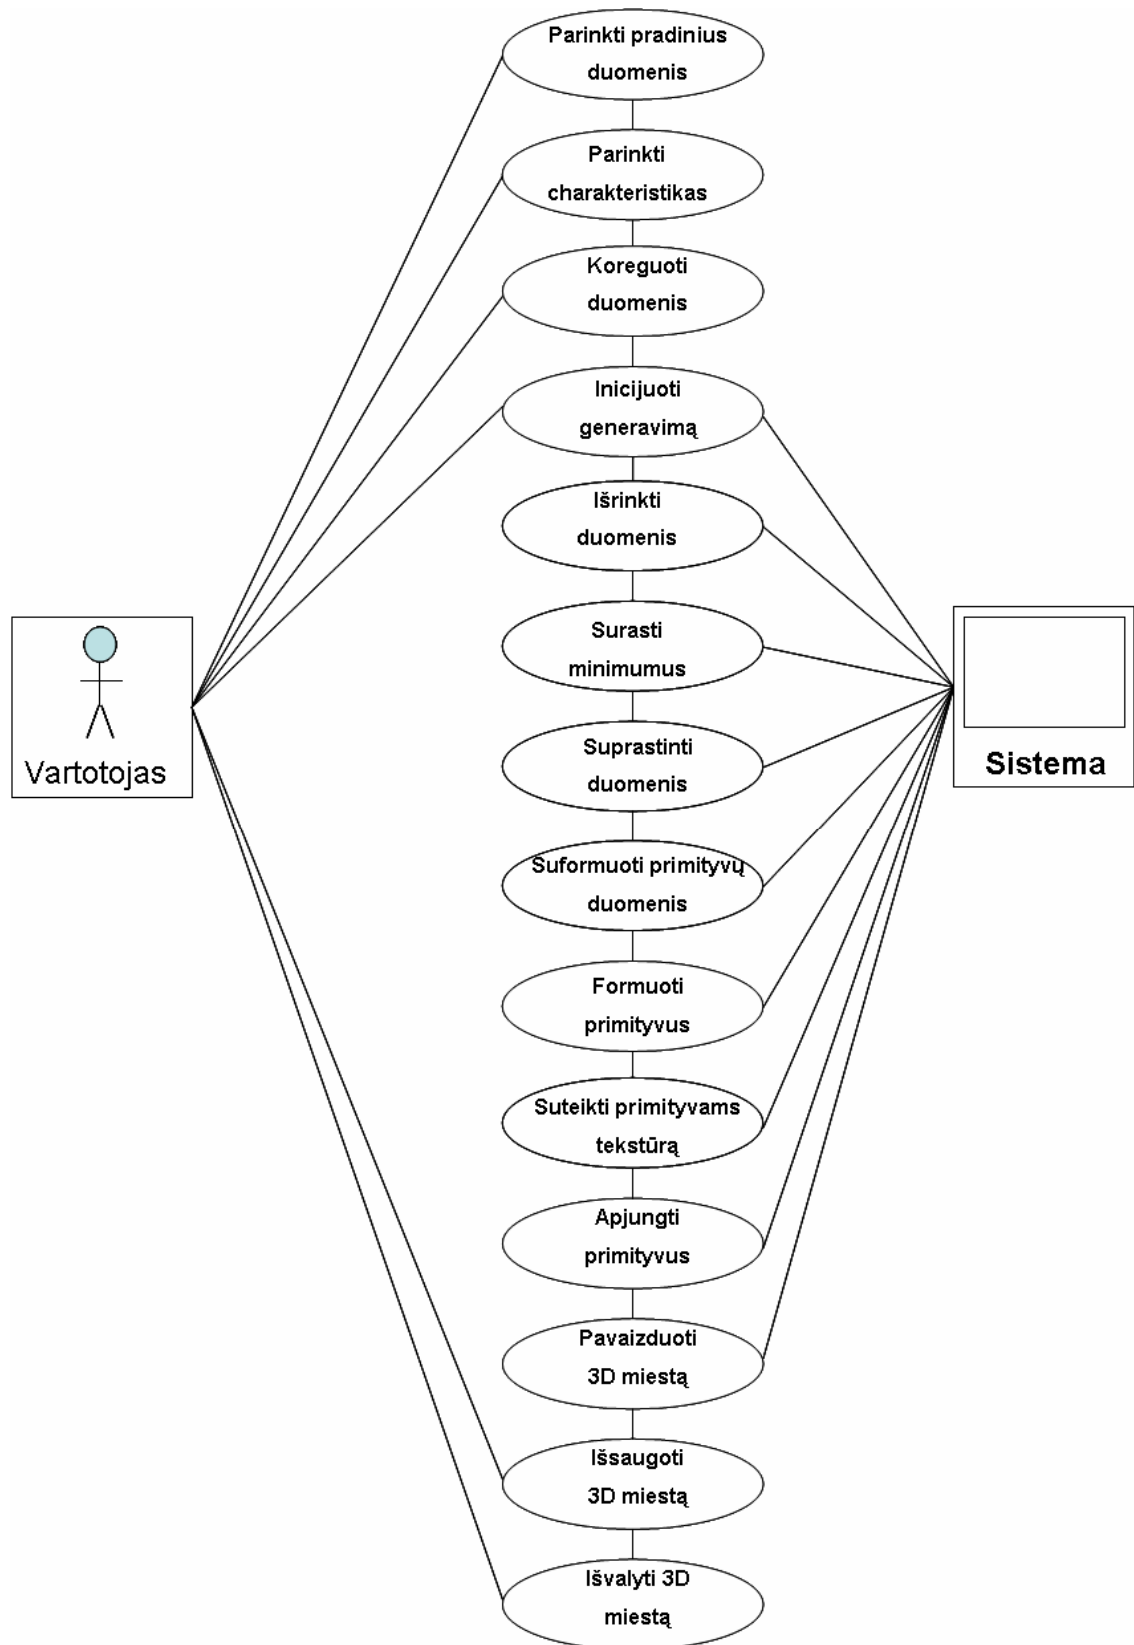 Parinkti pradinius
duomenis
Parinkti
charakteristikas
Koreguoti
duomenis
Inicijuoti
generavimą
Išrinkti
duomenis
Surasti
minimumus
Suprastinti
duomenis
Suformuoti primityvų
duomenis
Formuoti
primityvus
Suteikti primityvams
tekstūrą
Apjungti
primityvus
Pavaizduoti
3D miestą
Išsaugoti
3D miestą
Išvalyti 3D
miestą
Vartotojas
Sistema